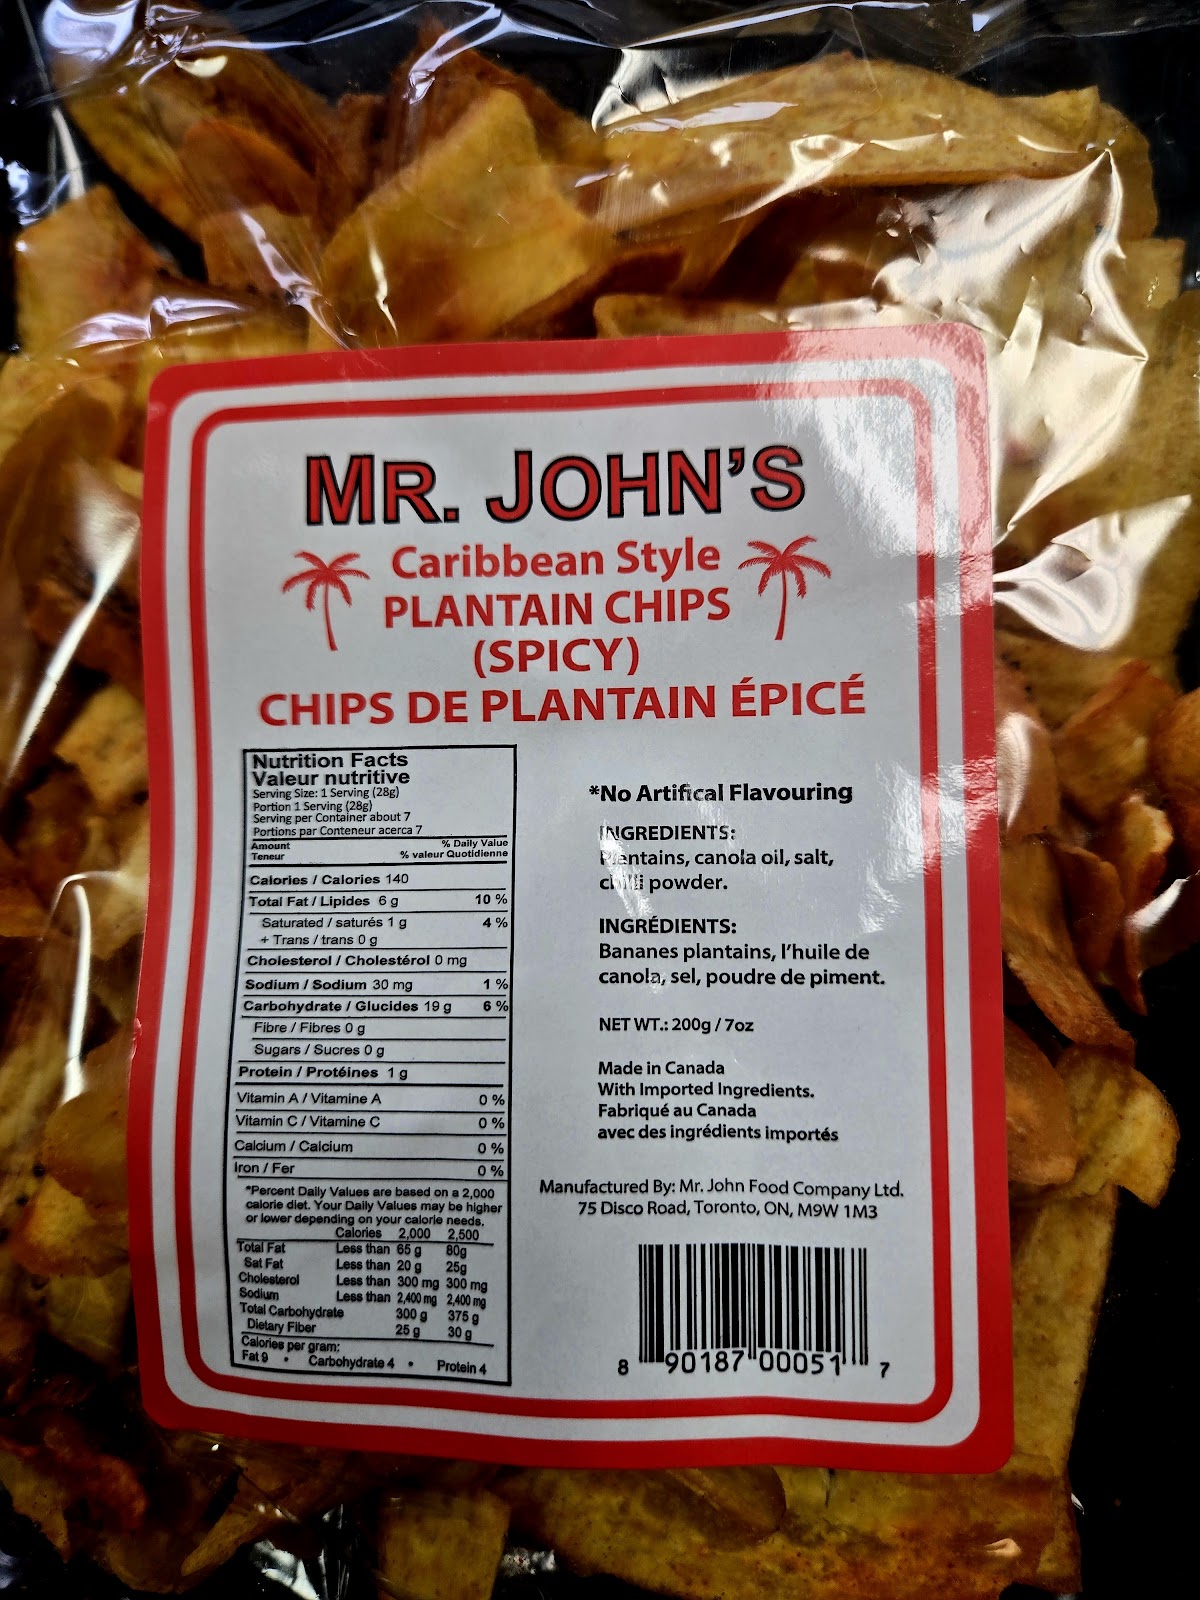 MR. JOHN'S
Caribbean Style
PLANTAIN CHIPS
(SPICY)
CHIPS DE PLANTAIN ÉPICÉ
Nutrition Facts
Valeur nutritive
Serving Size: 1 Serving (28g)
Portion 1 Serving (28g)
Serving per Container about 7
Portions par Conteneur acerca 7
Amount % Daily Value
Teneur % valeur Quotidienne
Calories / Calories 140
Total Fat / Lipides 6 g 10 %
Saturated / saturés 1 g 4 %
+ Trans / trans 0 g
Cholesterol / Cholestérol 0 mg
Sodium / Sodium 30 mg 1 %
Carbohydrate / Glucides 19 g 6 %
Fibre / Fibres 0 g
Sugars / Sucres 0 g
Protein / Protéines 1 g
Vitamin A / Vitamine A 0 %
Vitamin C / Vitamine C 0 %
Calcium / Calcium 0 %
Iron / Fer 0 %
*Percent Daily Values are based on a 2,000
calorie diet. Your Daily Values may be higher
or lower depending on your calorie needs.
Calories 2,000 2,500
Total Fat Less than 65 g 80g
Sat Fat Less than 20 g 25g
Cholesterol Less than 300 mg 300 mg
Sodium Less than 2,400 mg 2,400 mg
Total Carbohydrate 300 g 375 g
Dietary Fiber 25 g 30 g
Calories per gram:
Fat 9 • Carbohydrate 4 • Protein 4
*No Artifical Flavouring
INGREDIENTS:
Plentains, canola oil, salt,
chilli powder.
INGRÉDIENTS:
Bananes plantains, l'huile de
canola, sel, poudre de piment.
NET WT.: 200g / 7oz
Made in Canada
With Imported Ingredients.
Fabriqué au Canada
avec des ingrédients importés
Manufactured By: Mr. John Food Company Ltd.
75 Disco Road, Toronto, ON, M9W 1M3
8 90187 00051 7